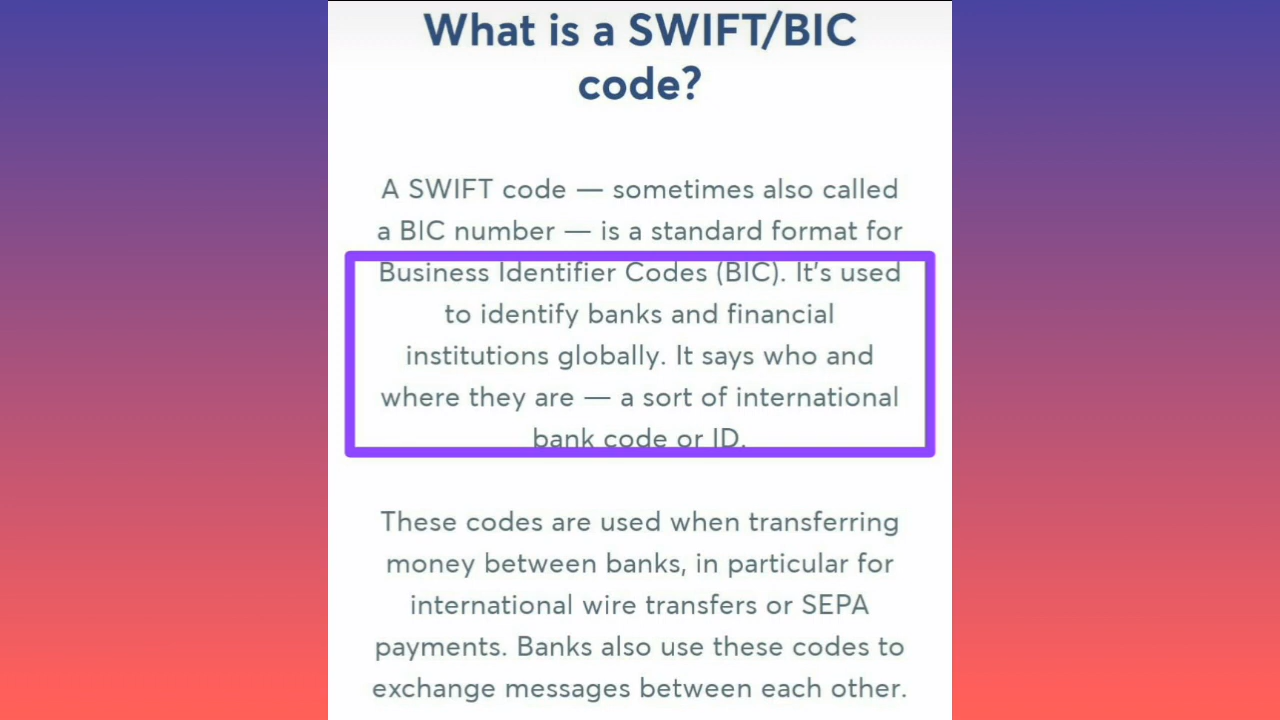 What is a SWIFT/BIC
code?
A SWIFT code — sometimes also called
a BIC number — is a standard format for
Business Identifier Codes (BIC). It's used
to identify banks and financial
institutions globally. It says who and
where they are — a sort of international
bank code or ID.
These codes are used when transferring
money between banks, in particular for
international wire transfers or SEPA
payments. Banks also use these codes to
exchange messages between each other.